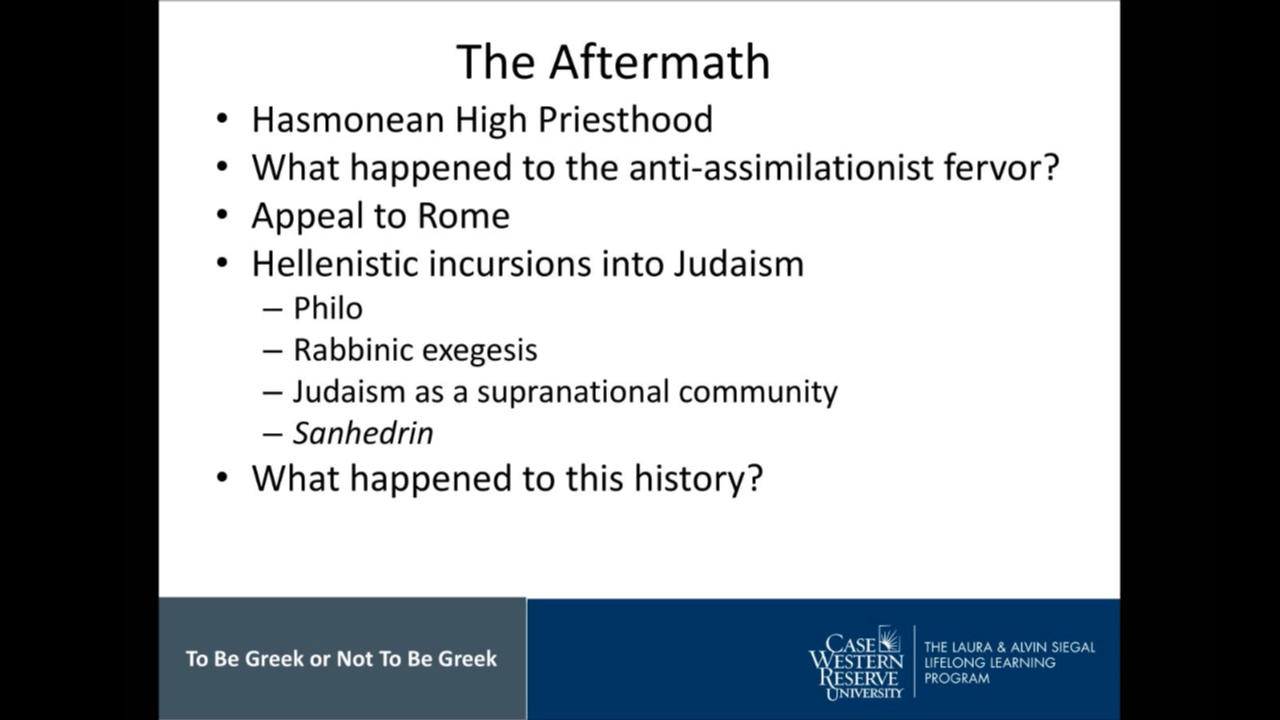 The Aftermath
• Hasmonean High Priesthood
• What happened to the anti-assimilationist fervor?
• Appeal to Rome
• Hellenistic incursions into Judaism
– Philo
– Rabbinic exegesis
– Judaism as a supranational community
– Sanhedrin
• What happened to this history?
To Be Greek or Not To Be Greek
CASE
WESTERN
RESERVE
UNIVERSITY
THE LAURA & ALVIN SIEGAL
LIFELONG LEARNING
PROGRAM